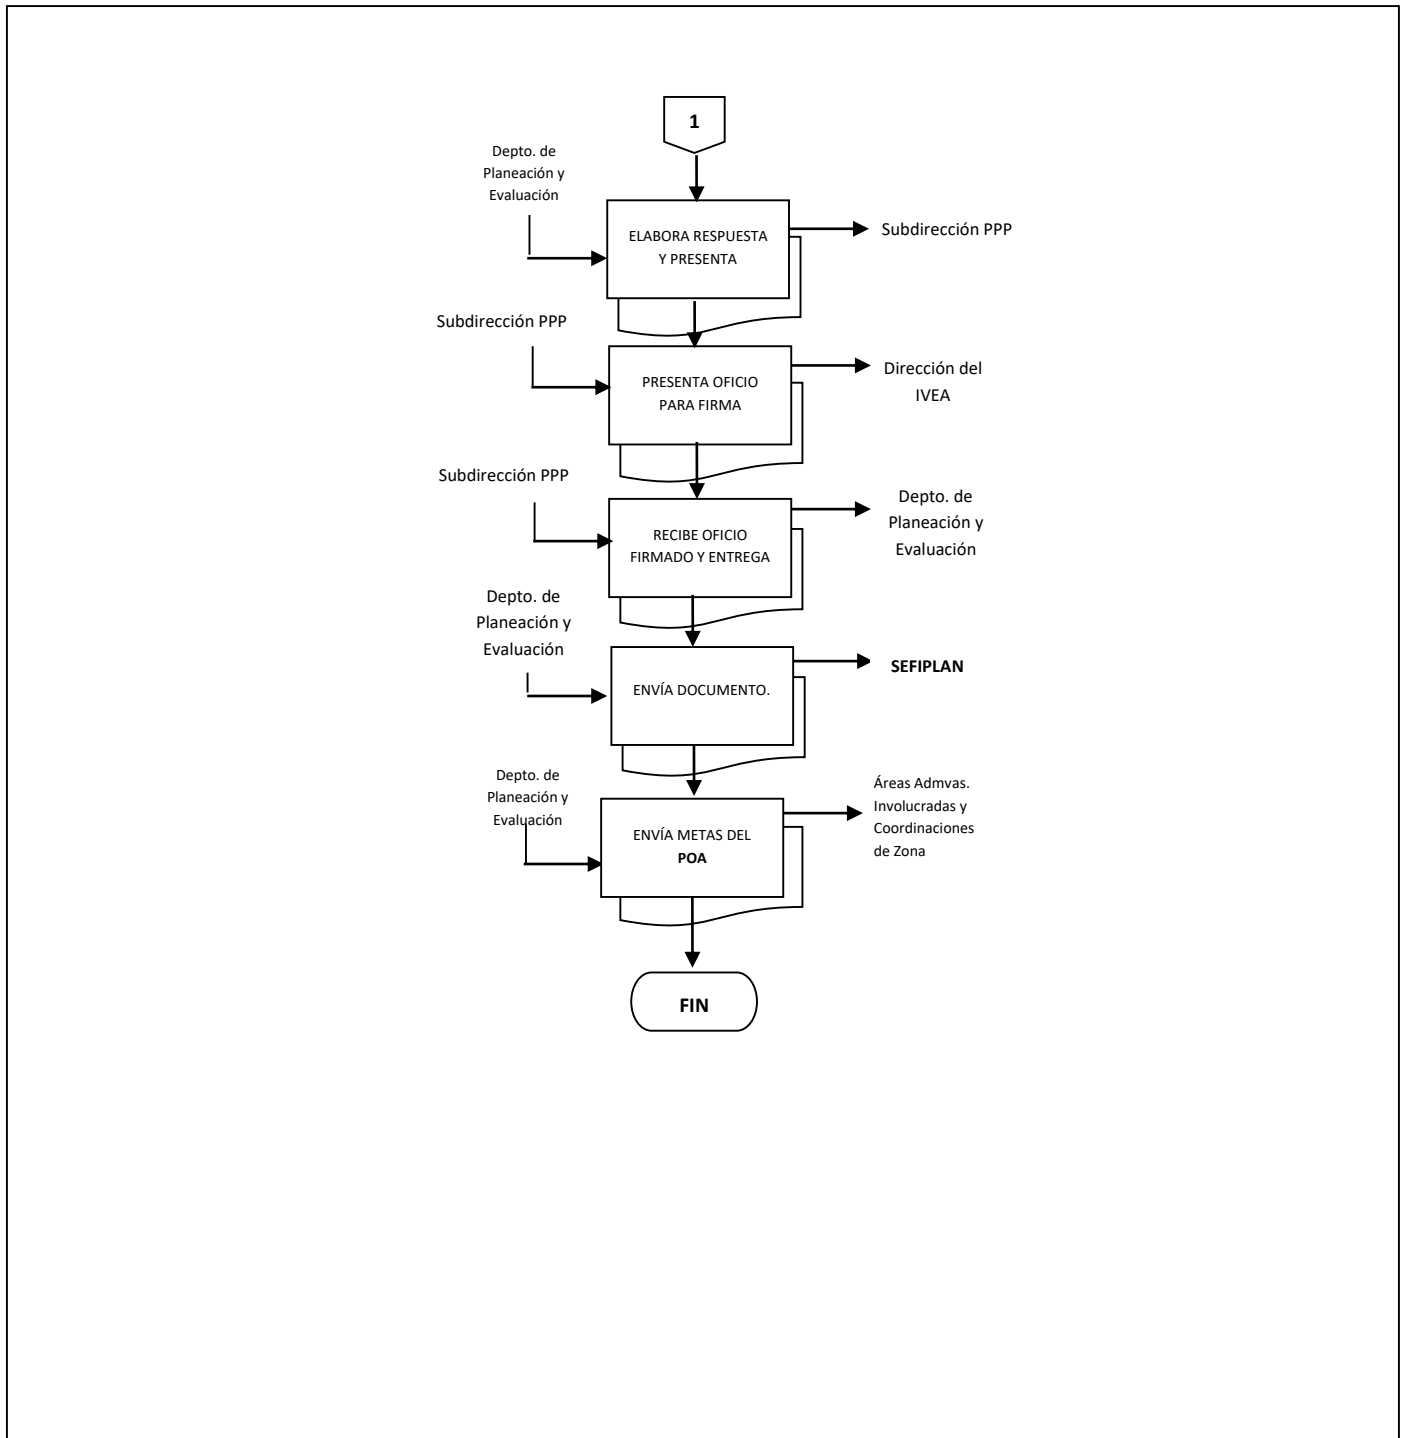 1
Depto. de
Planeación y
Evaluación
ELABORA RESPUESTA
Y PRESENTA
Subdirección PPP
Subdirección PPP
PRESENTA OFICIO
PARA FIRMA
Dirección del
IVEA
Subdirección PPP
RECIBE OFICIO
FIRMADO Y ENTREGA
Depto. de
Planeación y
Evaluación
Depto. de
Planeación y
Evaluación
ENVÍA DOCUMENTO.
SEFIPLAN
Depto. de
Planeación y
Evaluación
ENVÍA METAS DEL
POA
Áreas Admvas.
Involucradas y
Coordinaciones
de Zona
FIN